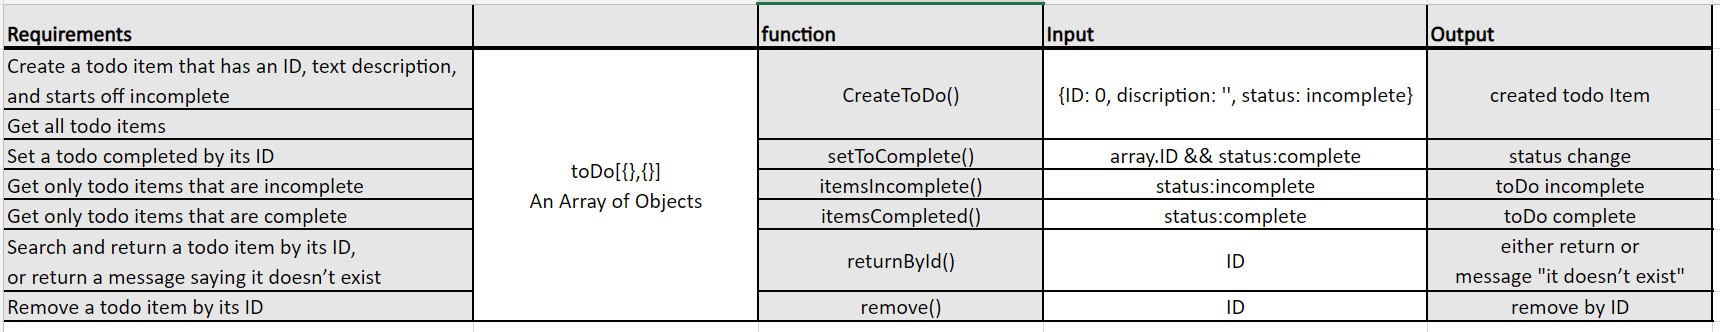 Requirements function Input Output
Create a todo item that has an ID, text description,
and starts off incomplete
CreateToDo() {ID: 0, discription: '', status: incomplete} created todo Item
Get all todo items
Set a todo completed by its ID setToComplete() array.ID && status:complete status change
toDo[{},{}]
An Array of Objects
Get only todo items that are incomplete itemsIncomplete() status:incomplete toDo incomplete
Get only todo items that are complete itemsCompleted() status:complete toDo complete
Search and return a todo item by its ID,
or return a message saying it doesn’t exist
returnById() ID either return or
message "it doesn’t exist"
Remove a todo item by its ID remove() ID remove by ID